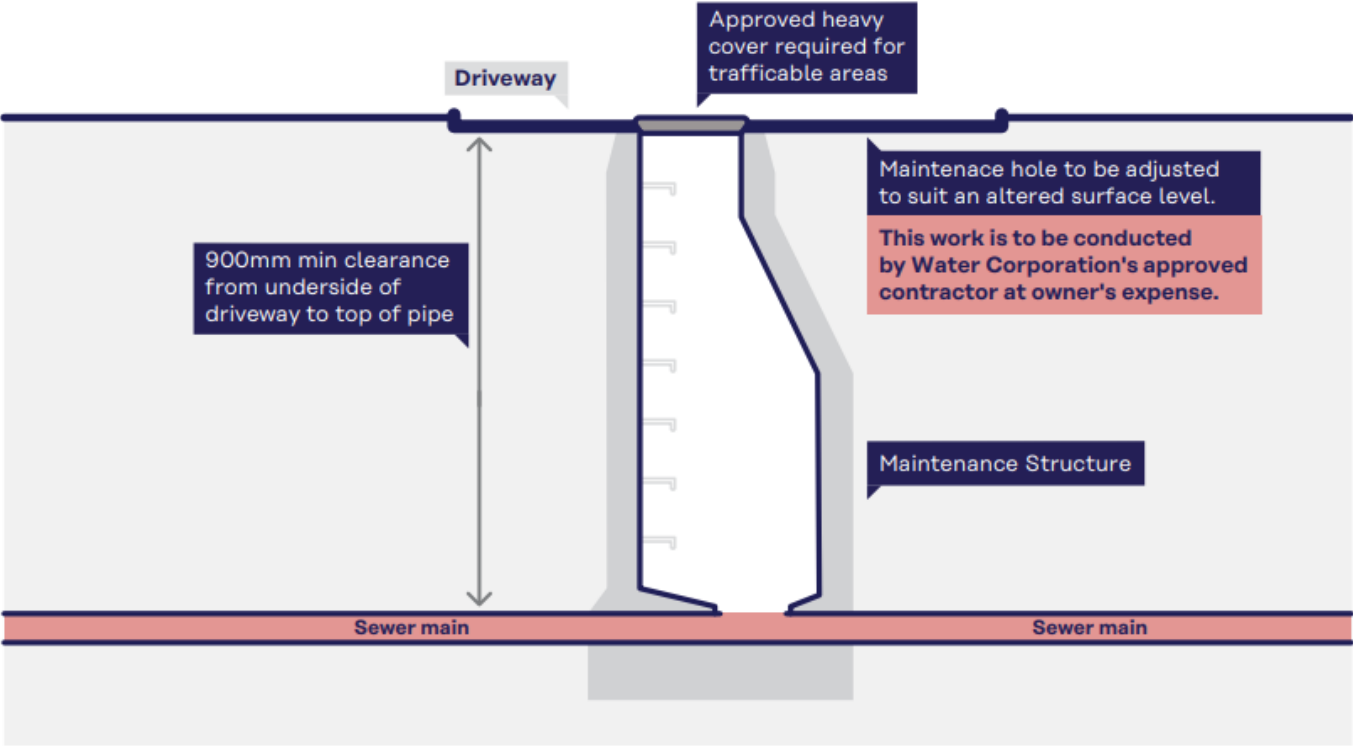 Approved heavy
cover required for
trafficable areas
Driveway
Maintenace hole to be adjusted
to suit an altered surface level.
This work is to be conducted
by Water Corporation's approved
contractor at owner's expense.
900mm min clearance
from underside of
driveway to top of pipe
Maintenance Structure
Sewer main
Sewer main